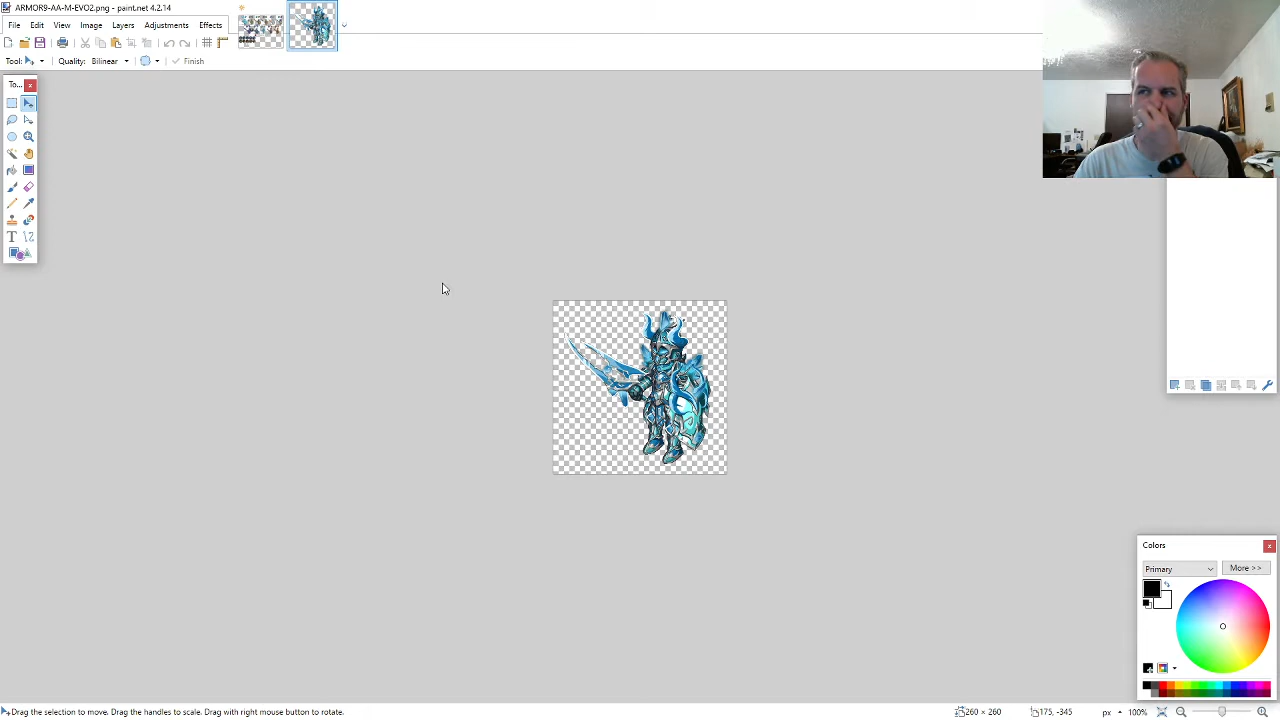 ARMOR9-AA-M-EVO2.png - paint.net 4.2.14
File Edit View Image Layers Adjustments Effects
Tool: Quality: Bilinear Finish
To...
Colors
Primary More >>
Drag the selection to move. Drag the handles to scale. Drag with right mouse button to rotate. 260 × 260 175, -345 px 100%